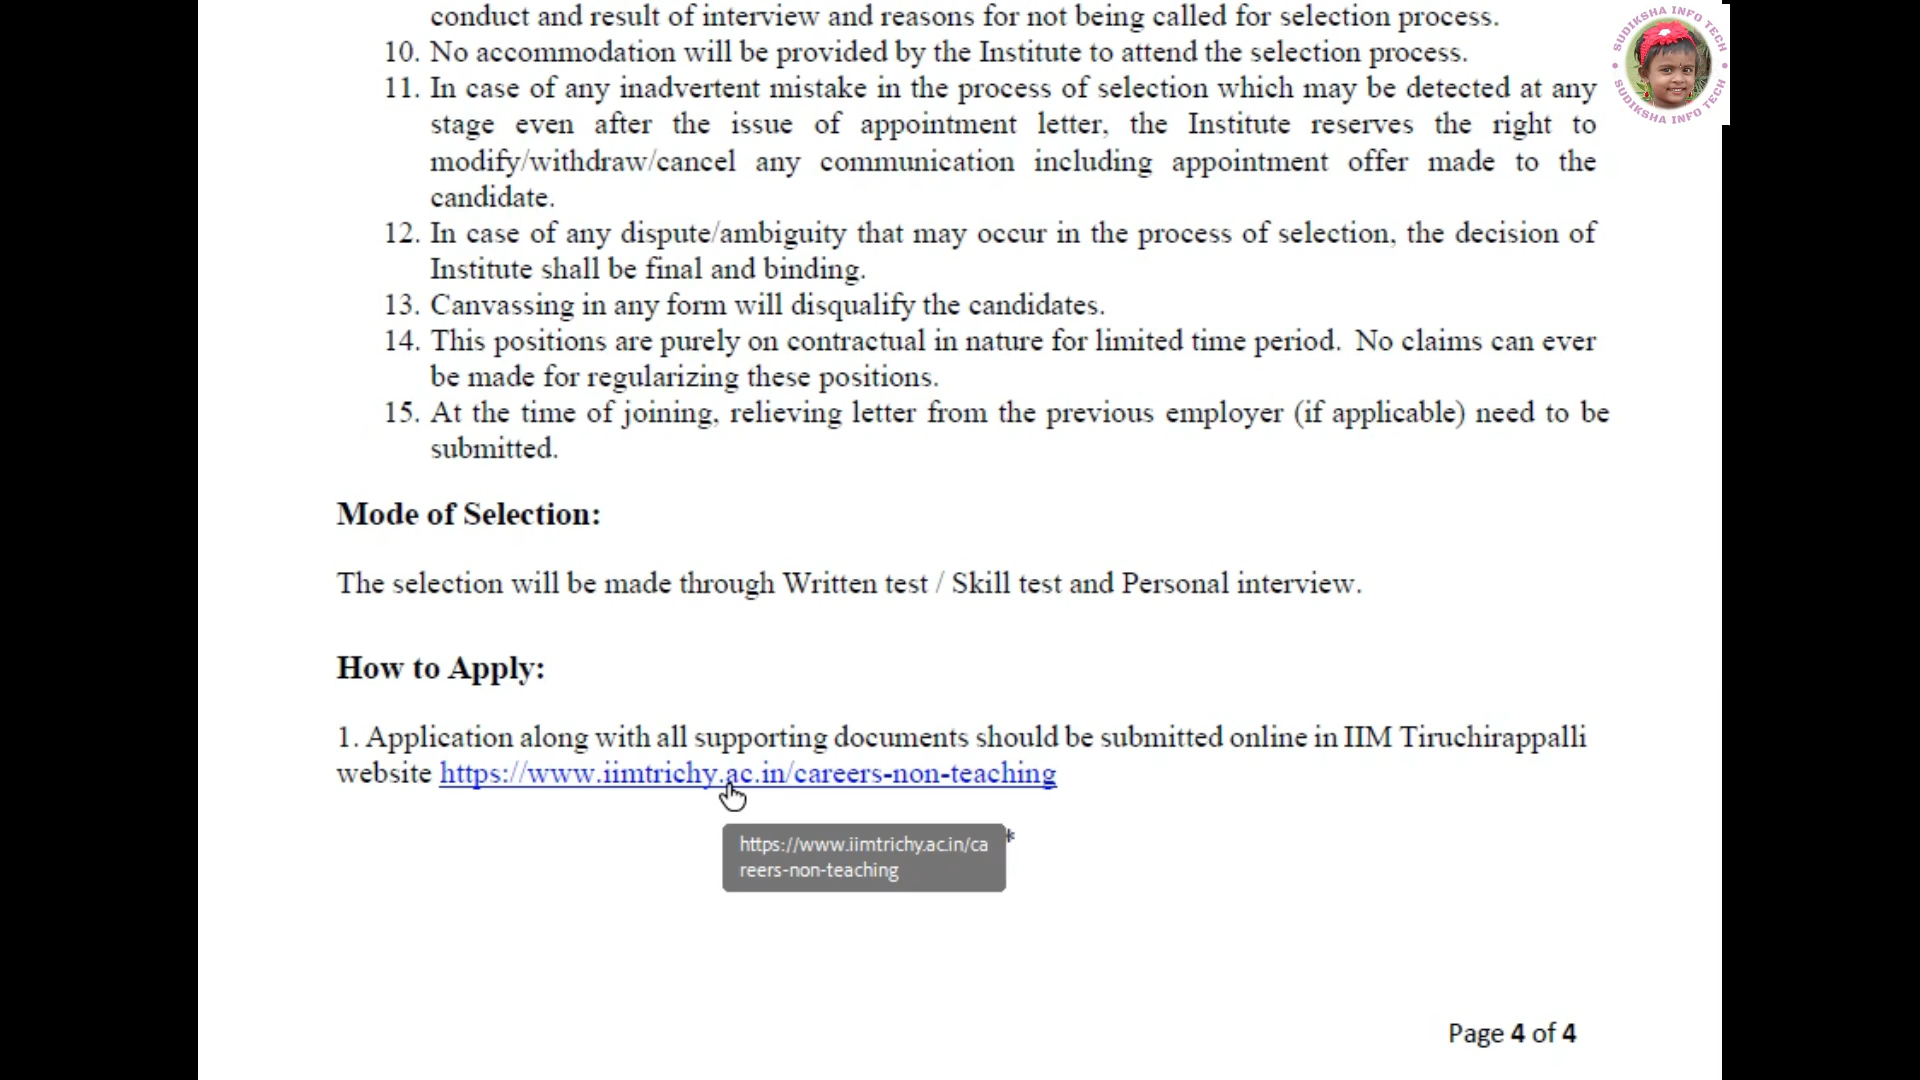 SUDIKSHA INFO TECH
SUDIKSHA INFO TECH
conduct and result of interview and reasons for not being called for selection process.
10. No accommodation will be provided by the Institute to attend the selection process.
11. In case of any inadvertent mistake in the process of selection which may be detected at any
stage even after the issue of appointment letter, the Institute reserves the right to
modify/withdraw/cancel any communication including appointment offer made to the
candidate.
12. In case of any dispute/ambiguity that may occur in the process of selection, the decision of
Institute shall be final and binding.
13. Canvassing in any form will disqualify the candidates.
14. This positions are purely on contractual in nature for limited time period. No claims can ever
be made for regularizing these positions.
15. At the time of joining, relieving letter from the previous employer (if applicable) need to be
submitted.
Mode of Selection:
The selection will be made through Written test / Skill test and Personal interview.
How to Apply:
1. Application along with all supporting documents should be submitted online in IIM Tiruchirappalli
website https://www.iimtrichy.ac.in/careers-non-teaching
*
https://www.iimtrichy.ac.in/ca
reers-non-teaching
Page 4 of 4